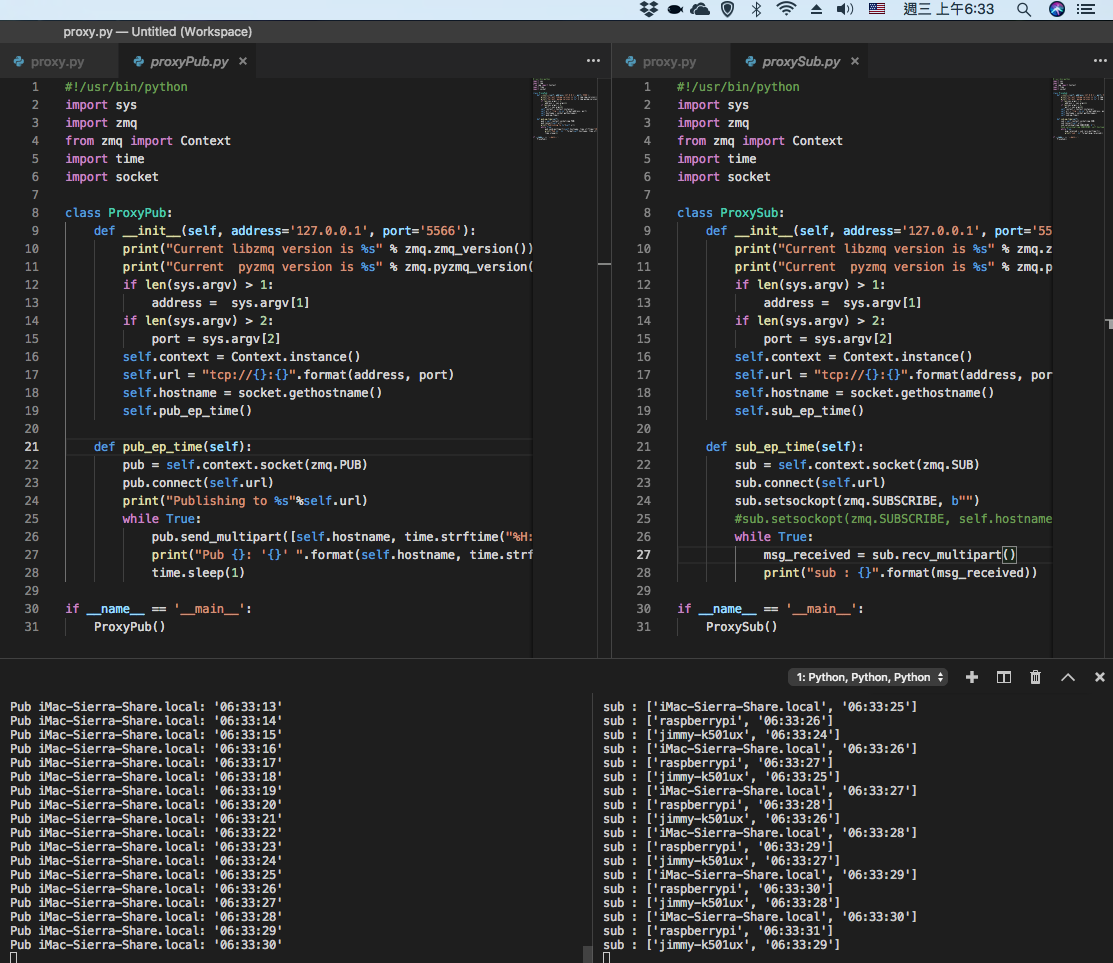 週三 上午6:33
proxy.py — Untitled (Workspace)
proxy.py
proxyPub.py
1 #!/usr/bin/python
2 import sys
3 import zmq
4 from zmq import Context
5 import time
6 import socket
7
8 class ProxyPub:
9 def __init__(self, address='127.0.0.1', port='5566'):
10 print("Current libzmq version is %s" % zmq.zmq_version())
11 print("Current  pyzmq version is %s" % zmq.pyzmq_version(
12 if len(sys.argv) > 1:
13 address =  sys.argv[1]
14 if len(sys.argv) > 2:
15 port = sys.argv[2]
16 self.context = Context.instance()
17 self.url = "tcp://{}:{}".format(address, port)
18 self.hostname = socket.gethostname()
19 self.pub_ep_time()
20
21 def pub_ep_time(self):
22 pub = self.context.socket(zmq.PUB)
23 pub.connect(self.url)
24 print("Publishing to %s"%self.url)
25 while True:
26 pub.send_multipart([self.hostname, time.strftime("%H:
27 print("Pub {}: '{}' ".format(self.hostname, time.strf
28 time.sleep(1)
29
30 if __name__ == '__main__':
31 ProxyPub()
proxy.py
proxySub.py
1 #!/usr/bin/python
2 import sys
3 import zmq
4 from zmq import Context
5 import time
6 import socket
7
8 class ProxySub:
9 def __init__(self, address='127.0.0.1', port='55
10 print("Current libzmq version is %s" % zmq.z
11 print("Current  pyzmq version is %s" % zmq.p
12 if len(sys.argv) > 1:
13 address =  sys.argv[1]
14 if len(sys.argv) > 2:
15 port = sys.argv[2]
16 self.context = Context.instance()
17 self.url = "tcp://{}:{}".format(address, por
18 self.hostname = socket.gethostname()
19 self.sub_ep_time()
20
21 def sub_ep_time(self):
22 sub = self.context.socket(zmq.SUB)
23 sub.connect(self.url)
24 sub.setsockopt(zmq.SUBSCRIBE, b"")
25 #sub.setsockopt(zmq.SUBSCRIBE, self.hostname
26 while True:
27 msg_received = sub.recv_multipart()
28 print("sub : {}".format(msg_received))
29
30 if __name__ == '__main__':
31 ProxySub()
1: Python, Python, Python
Pub iMac-Sierra-Share.local: '06:33:13'
Pub iMac-Sierra-Share.local: '06:33:14'
Pub iMac-Sierra-Share.local: '06:33:15'
Pub iMac-Sierra-Share.local: '06:33:16'
Pub iMac-Sierra-Share.local: '06:33:17'
Pub iMac-Sierra-Share.local: '06:33:18'
Pub iMac-Sierra-Share.local: '06:33:19'
Pub iMac-Sierra-Share.local: '06:33:20'
Pub iMac-Sierra-Share.local: '06:33:21'
Pub iMac-Sierra-Share.local: '06:33:22'
Pub iMac-Sierra-Share.local: '06:33:23'
Pub iMac-Sierra-Share.local: '06:33:24'
Pub iMac-Sierra-Share.local: '06:33:25'
Pub iMac-Sierra-Share.local: '06:33:26'
Pub iMac-Sierra-Share.local: '06:33:27'
Pub iMac-Sierra-Share.local: '06:33:28'
Pub iMac-Sierra-Share.local: '06:33:29'
Pub iMac-Sierra-Share.local: '06:33:30'
sub : ['iMac-Sierra-Share.local', '06:33:25']
sub : ['raspberrypi', '06:33:26']
sub : ['jimmy-k501ux', '06:33:24']
sub : ['iMac-Sierra-Share.local', '06:33:26']
sub : ['raspberrypi', '06:33:27']
sub : ['jimmy-k501ux', '06:33:25']
sub : ['iMac-Sierra-Share.local', '06:33:27']
sub : ['raspberrypi', '06:33:28']
sub : ['jimmy-k501ux', '06:33:26']
sub : ['iMac-Sierra-Share.local', '06:33:28']
sub : ['raspberrypi', '06:33:29']
sub : ['jimmy-k501ux', '06:33:27']
sub : ['iMac-Sierra-Share.local', '06:33:29']
sub : ['raspberrypi', '06:33:30']
sub : ['jimmy-k501ux', '06:33:28']
sub : ['iMac-Sierra-Share.local', '06:33:30']
sub : ['raspberrypi', '06:33:31']
sub : ['jimmy-k501ux', '06:33:29']